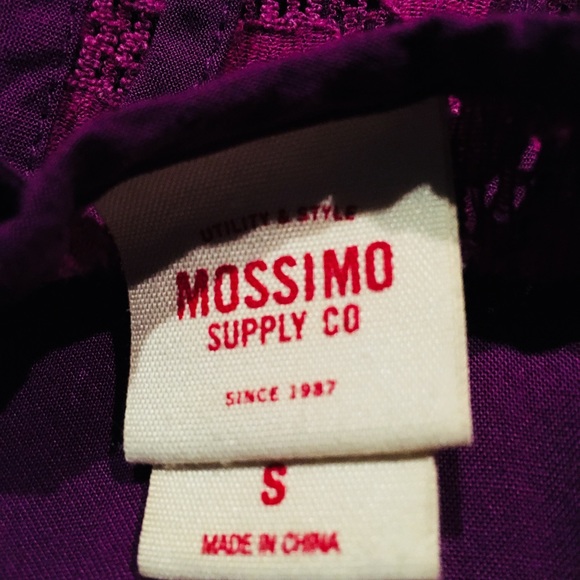 UTILITY & STYLE
MOSSIMO
SUPPLY CO
SINCE 1987
S
MADE IN CHINA